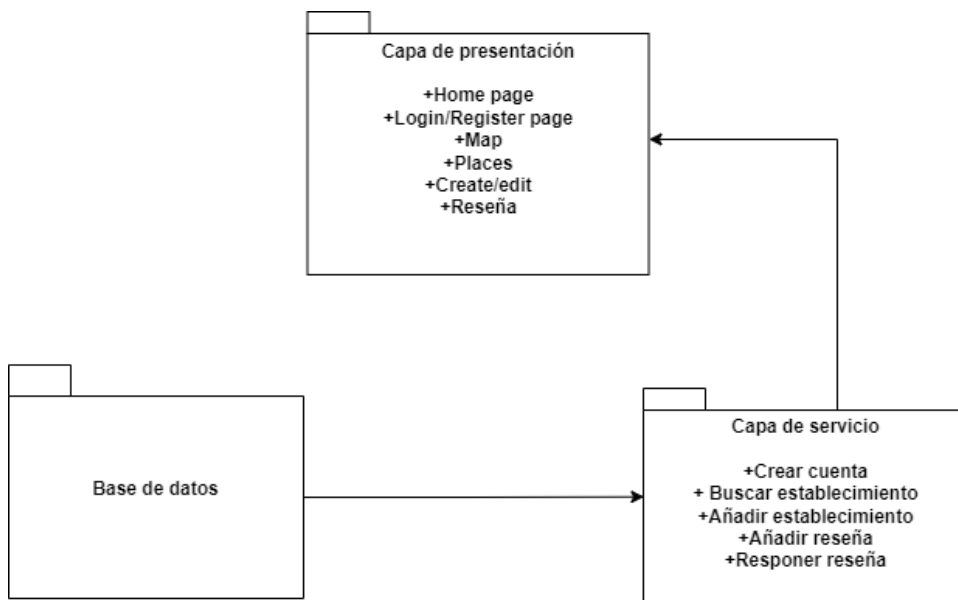 Capa de presentación
+Home page
+Login/Register page
+Map
+Places
+Create/edit
+Reseña
Base de datos
Capa de servicio
+Crear cuenta
+ Buscar establecimiento
+Añadir establecimiento
+Añadir reseña
+Responer reseña